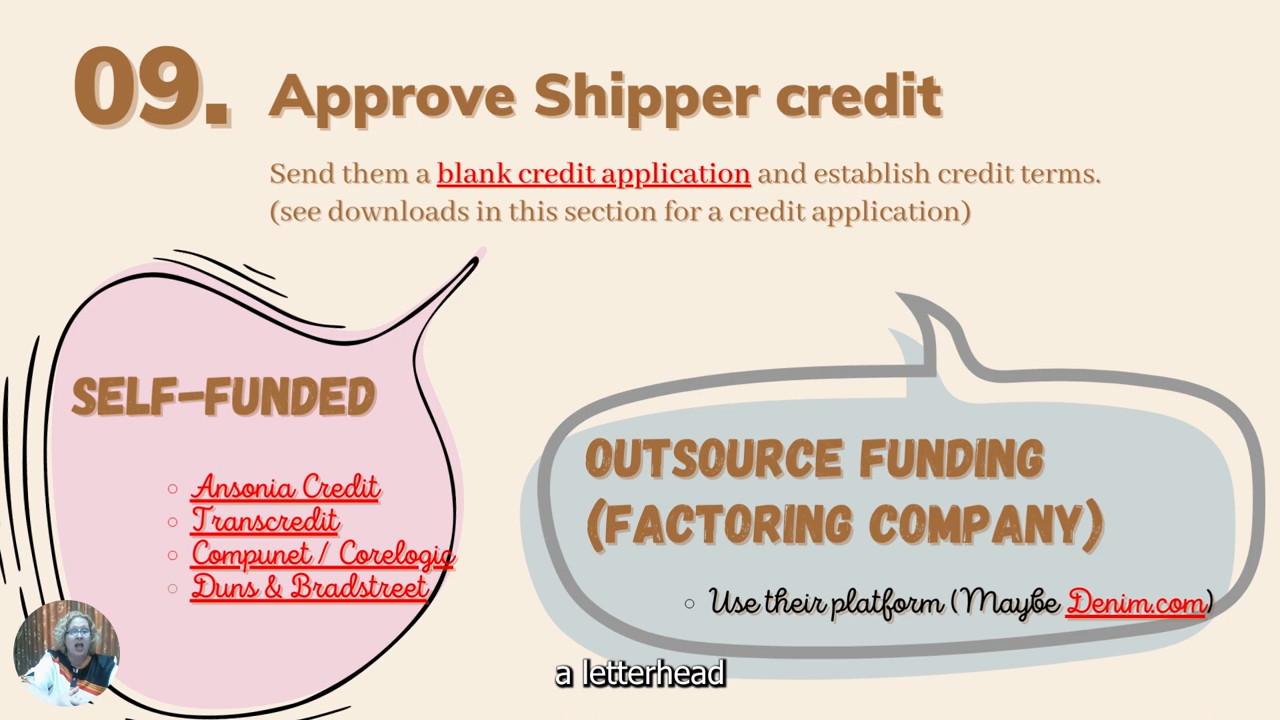 09. Approve Shipper credit
Send them a blank credit application and establish credit terms.
(see downloads in this section for a credit application)
SELF-FUNDED
Ansonia Credit
Transcredit
Compunet / Corelogic
Duns & Bradstreet
OUTSOURCE FUNDING
(FACTORING COMPANY)
Use their platform (Maybe Denim.com)
a letterhead